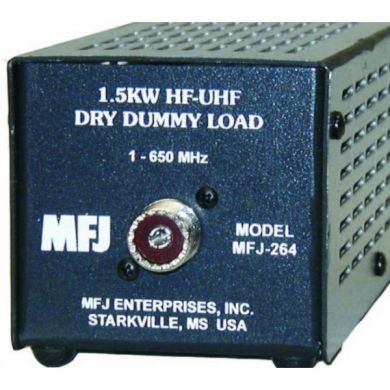 1.5KW HF-UHF
DRY DUMMY LOAD
1 - 650 MHz
MFJ
MODEL
MFJ-264
MFJ ENTERPRISES, INC.
STARKVILLE, MS USA